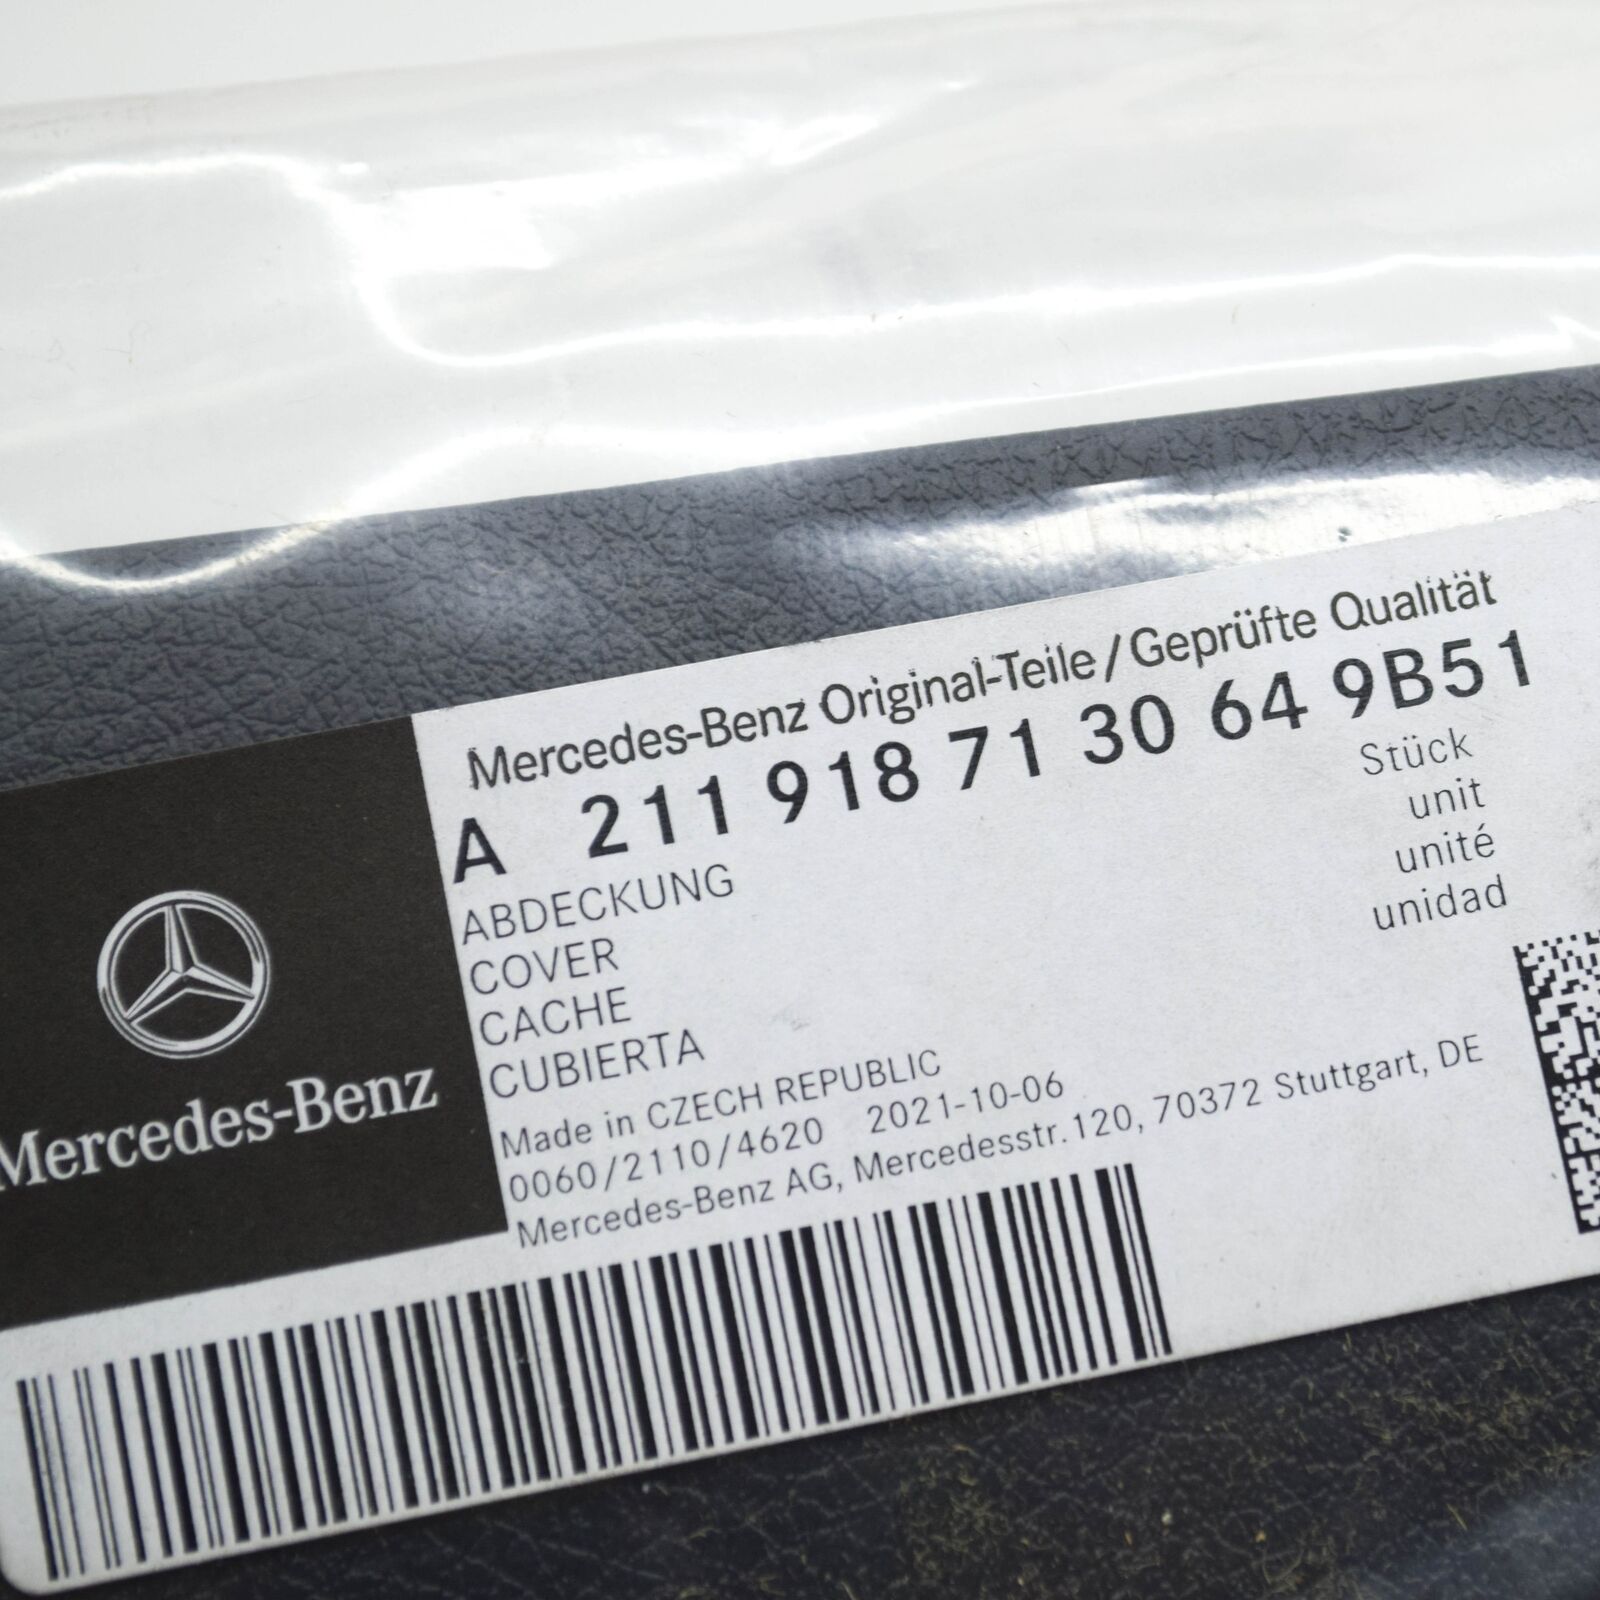 Mercedes-Benz Original-Teile/Geprüfte Qualität
A 211 918 71 30 64 9B51
Stück
unit
unité
unidad
ABDECKUNG
COVER
CACHE
CUBIERTA
Made in CZECH REPUBLIC
0060/2110/4620 2021-10-06
Mercedes-Benz AG, Mercedesstr.120, 70372 Stuttgart, DE
Mercedes-Benz